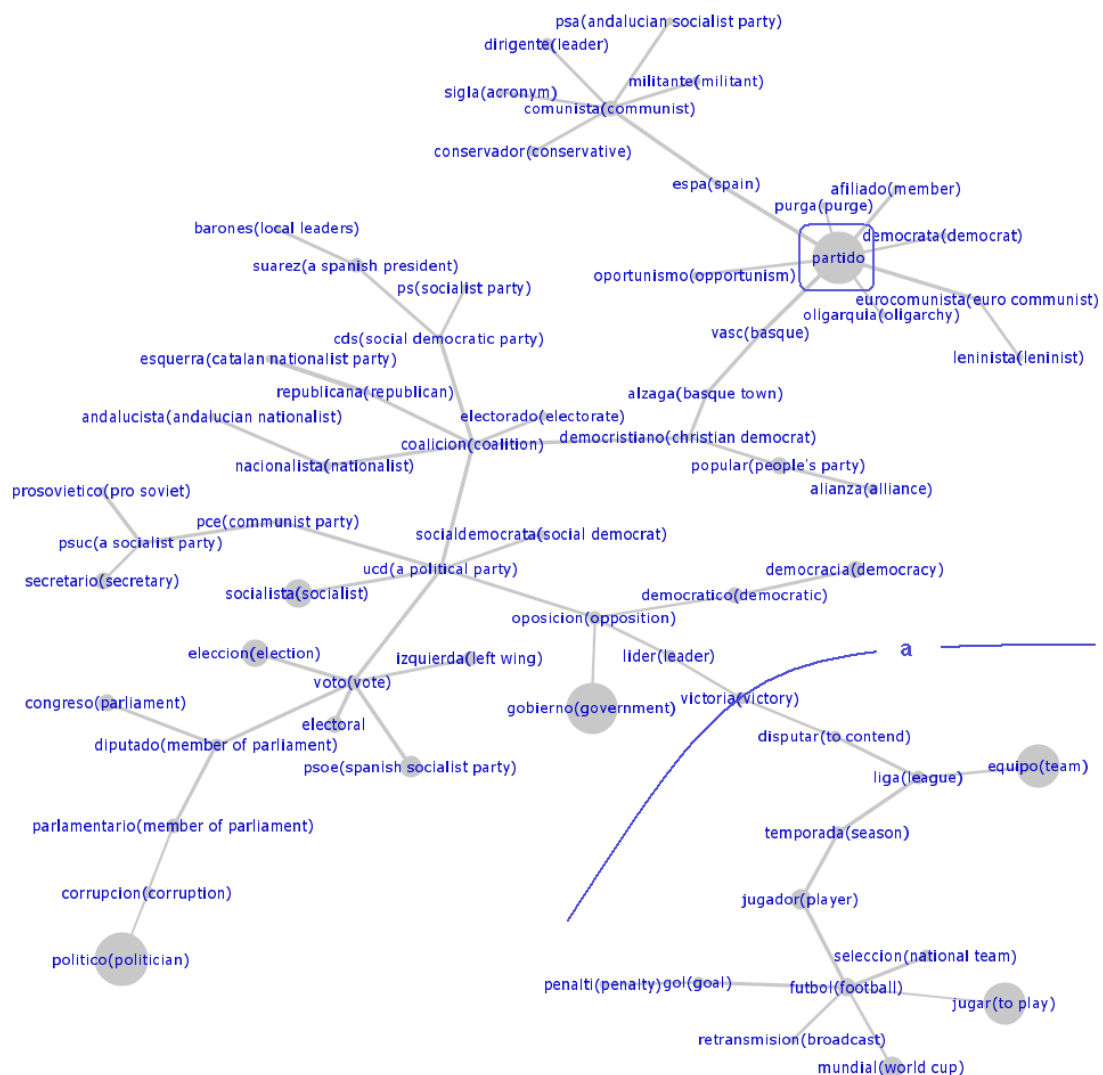 psa(andalucian socialist party)
dirigente(leader)
militante(militant)
sigla(acronym)
comunista(communist)
conservador(conservative)
espa(spain)
afiliado(member)
purga(purge)
barones(local leaders)
democrata(democrat)
partido
suarez(a spanish president)
oportunismo(opportunism)
ps(socialist party)
eurocomunista(euro communist)
oligarquia(oligarchy)
vasc(basque)
cds(social democratic party)
esquerra(catalan nationalist party)
leninista(leninist)
republicana(republican)
alzaga(basque town)
andalucista(andalucian nationalist)
electorado(electorate)
coalicion(coalition)
democristiano(christian democrat)
nacionalista(nationalist)
popular(people's party)
alianza(alliance)
prosovietico(pro soviet)
pce(communist party)
psuc(a socialist party)
socialdemocrata(social democrat)
ucd(a political party)
democracia(democracy)
secretario(secretary)
socialista(socialist)
democratico(democratic)
oposicion(opposition)
a
eleccion(election)
izquierda(left wing)
lider(leader)
voto(vote)
victoria(victory)
congreso(parliament)
gobierno(government)
electoral
disputar(to contend)
diputado(member of parliament)
psoe(spanish socialist party)
equipo(team)
liga(league)
parlamentario(member of parliament)
temporada(season)
corrupcion(corruption)
jugador(player)
politico(politician)
seleccion(national team)
penalti(penalty)
gol(goal)
futbol(football)
jugar(to play)
retransmision(broadcast)
mundial(world cup)